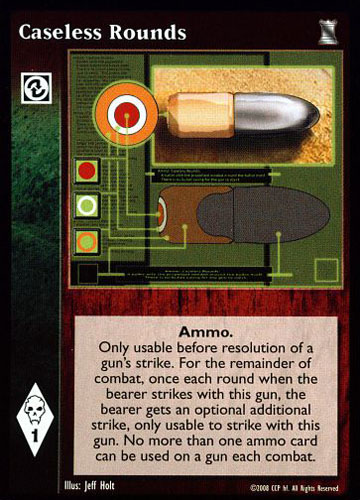 Caseless Rounds
Ammo.
Only usable before resolution of a
gun's strike. For the remainder of
combat, once each round when the
bearer strikes with this gun, the
bearer gets an optional additional
strike, only usable to strike with this
gun. No more than one ammo card
can be used on a gun each combat.
1
Illus: Jeff Holt
©2008 CCP hf. All Rights Reserved